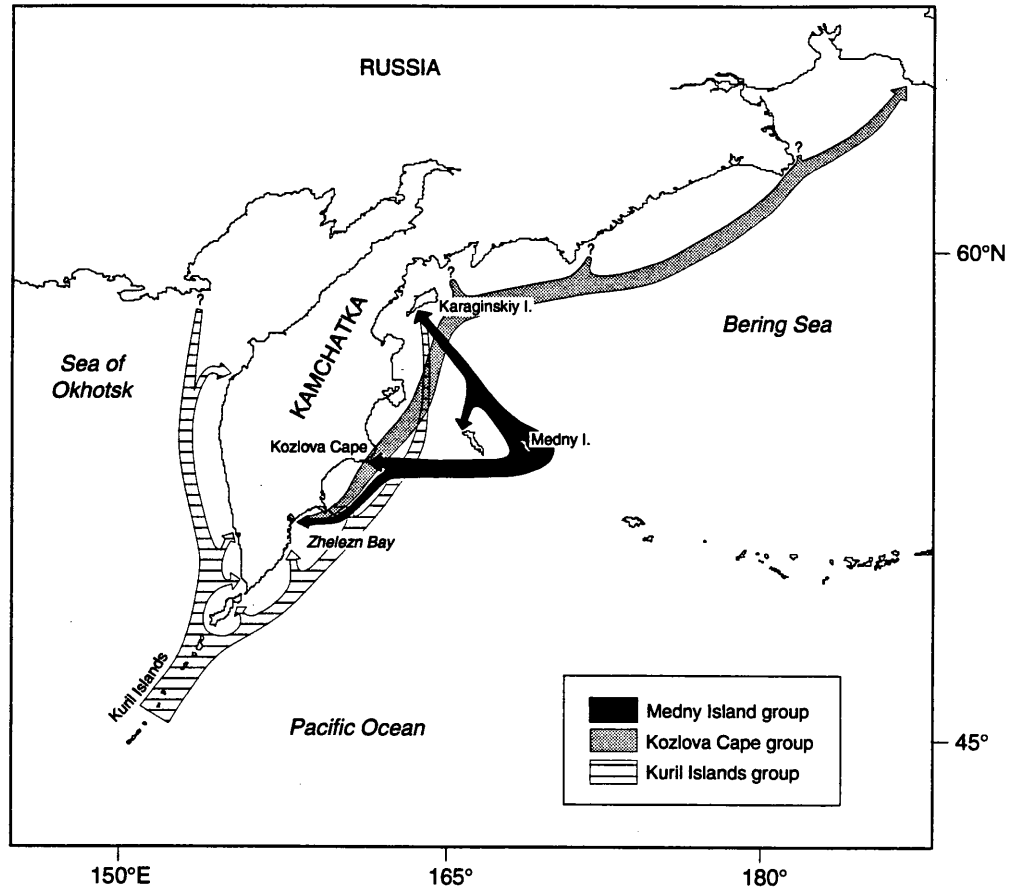 RUSSIA
?
?
60°N
?
?
Karaginskiy I.
?
Bering Sea
KAMCHATKA
Sea of
Okhotsk
Kozlova Cape
Medny I.
Zhelezn Bay
Kuril Islands
Pacific Ocean
Medny Island group
Kozlova Cape group
Kuril Islands group
45°
150°E
165°
180°